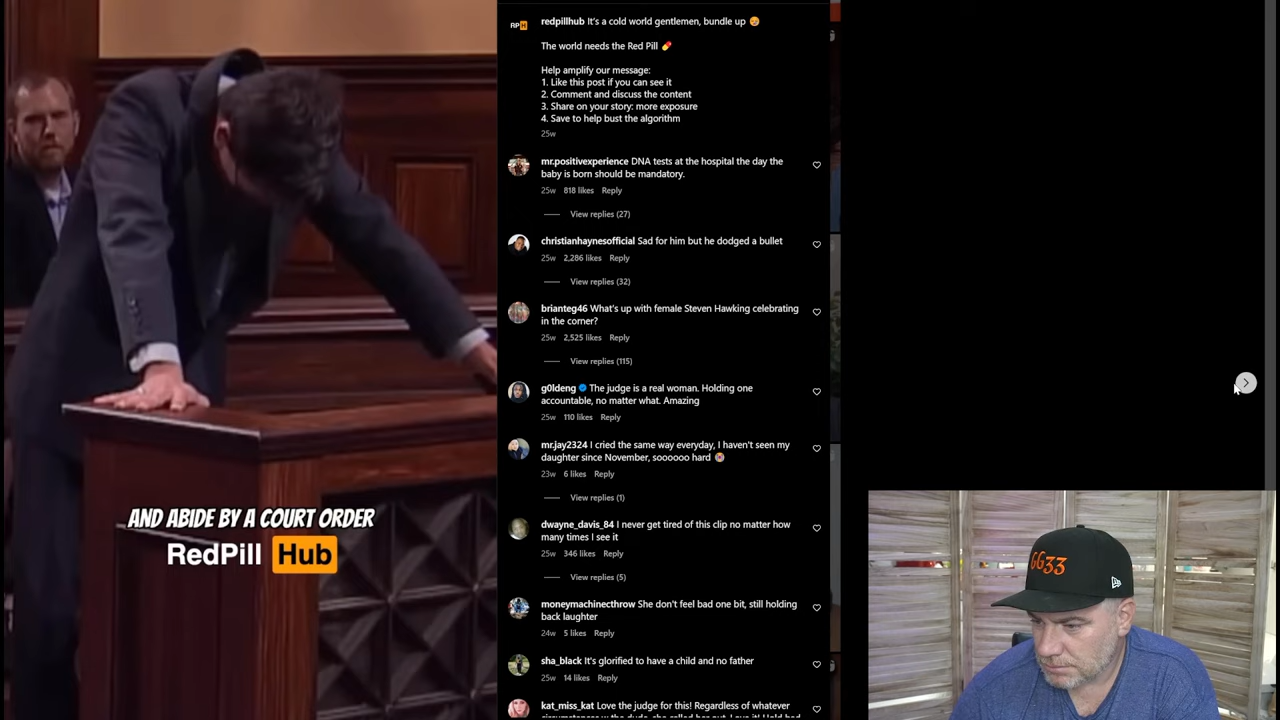 AND ABIDE BY A COURT ORDER
RedPill Hub
RPH
redpillhub It's a cold world gentlemen, bundle up
The world needs the Red Pill
Help amplify our message:
1. Like this post if you can see it
2. Comment and discuss the content
3. Share on your story: more exposure
4. Save to help bust the algorithm
25w
mr.positivexperience DNA tests at the hospital the day the
baby is born should be mandatory.
25w 818 likes Reply
View replies (27)
christianhaynesofficial Sad for him but he dodged a bullet
25w 2,286 likes Reply
View replies (32)
brianteg46 What's up with female Steven Hawking celebrating
in the corner?
25w 2,525 likes Reply
View replies (115)
g0ldeng The judge is a real woman. Holding one
accountable, no matter what. Amazing
25w 110 likes Reply
mr.jay2324 I cried the same way everyday, I haven't seen my
daughter since November, soooooo hard
23w 6 likes Reply
View replies (1)
dwayne_davis_84 I never get tired of this clip no matter how
many times I see it
25w 346 likes Reply
View replies (5)
moneymachinecthrow She don't feel bad one bit, still holding
back laughter
24w 5 likes Reply
sha_black It's glorified to have a child and no father
25w 14 likes Reply
kat_miss_kat Love the judge for this! Regardless of whatever
GG33